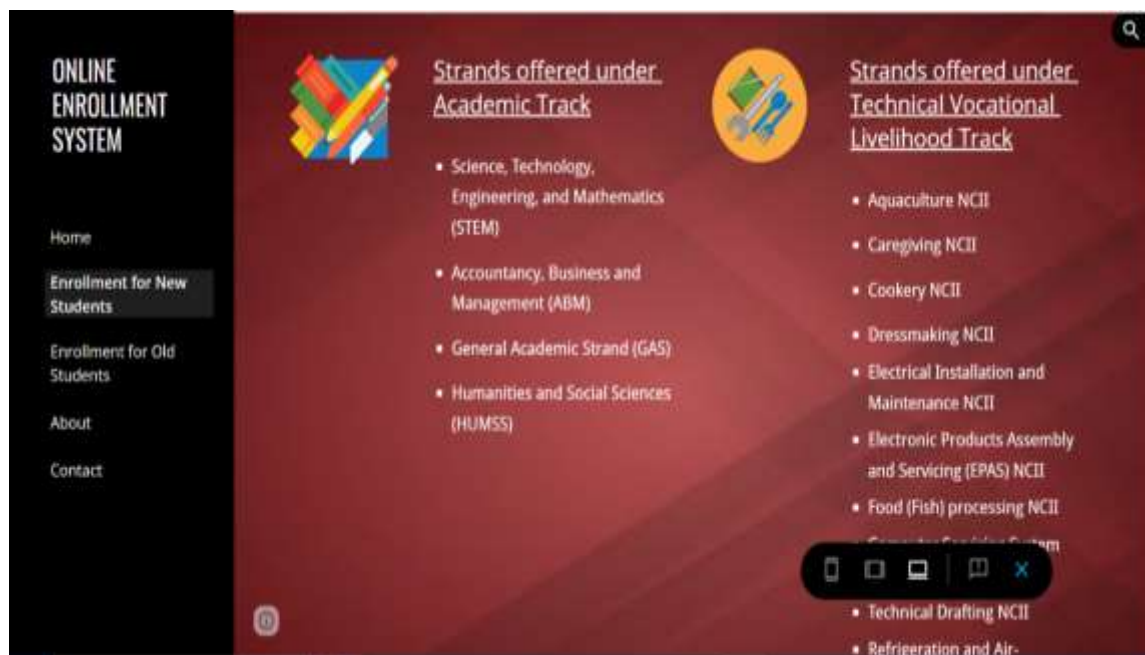 ONLINE
ENROLLMENT
SYSTEM
Home
Enrollment for New
Students
Enrollment for Old
Students
About
Contact
Strands offered under
Academic Track
Science, Technology,
Engineering, and Mathematics
(STEM)
Accountancy, Business and
Management (ABM)
General Academic Strand (GAS)
Humanities and Social Sciences
(HUMSS)
Strands offered under
Technical Vocational
Livelihood Track
Aquaculture NCII
Caregiving NCII
Cookery NCII
Dressmaking NCII
Electrical Installation and
Maintenance NCII
Electronic Products Assembly
and Servicing (EPAS) NCII
Food (Fish) processing NCII
Technical Drafting NCII
Refrigeration and Air-